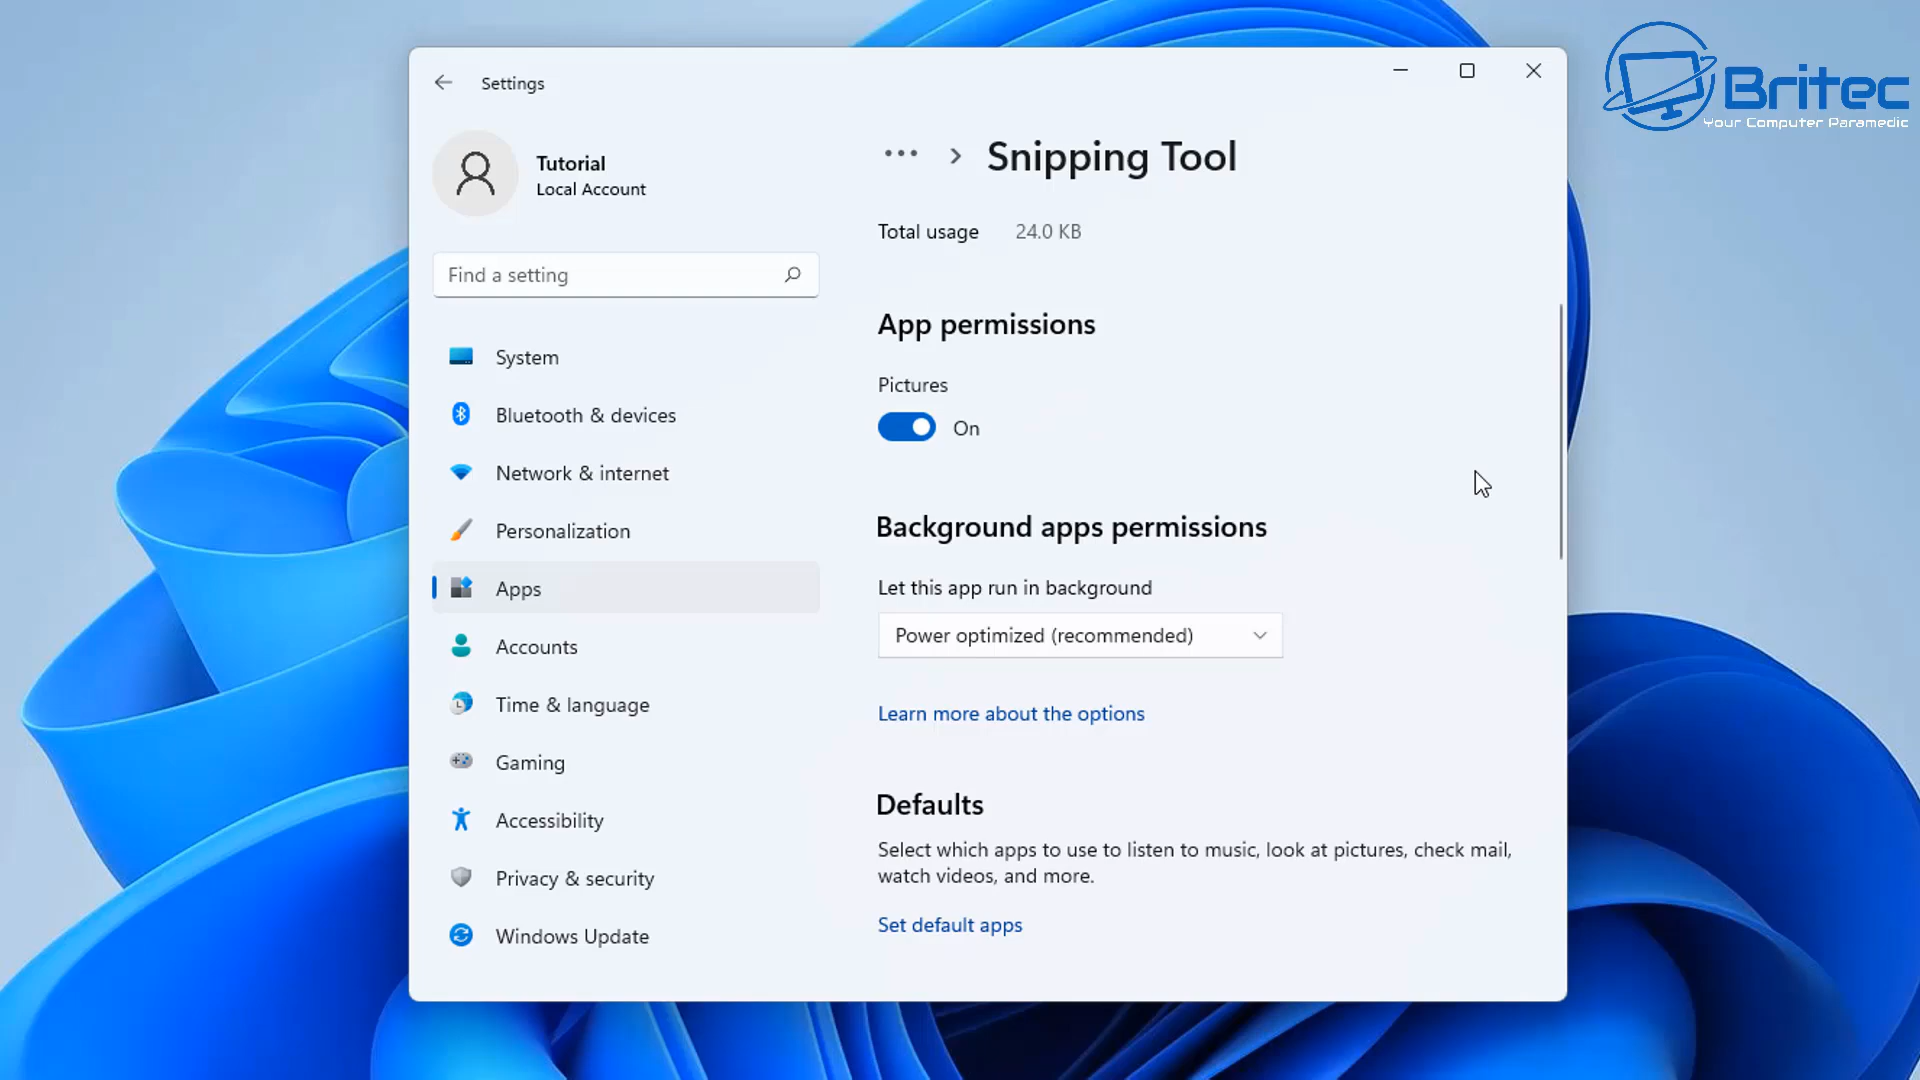 Settings
Britec
Your Computer Paramedic
Tutorial
Local Account
Find a setting
System
Bluetooth & devices
Network & internet
Personalization
Apps
Accounts
Time & language
Gaming
Accessibility
Privacy & security
Windows Update
... > Snipping Tool
Total usage 24.0 KB
App permissions
Pictures
On
Background apps permissions
Let this app run in background
Power optimized (recommended)
Learn more about the options
Defaults
Select which apps to use to listen to music, look at pictures, check mail,
watch videos, and more.
Set default apps